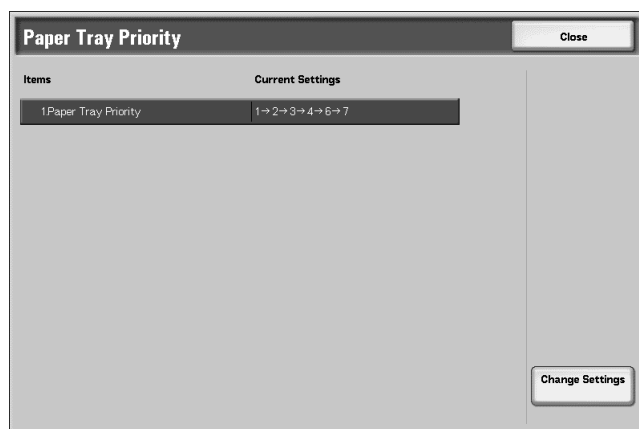 Paper Tray Priority
Close
Items Current Settings
1.Paper Tray Priority 1→2→3→4→6→7
Change Settings